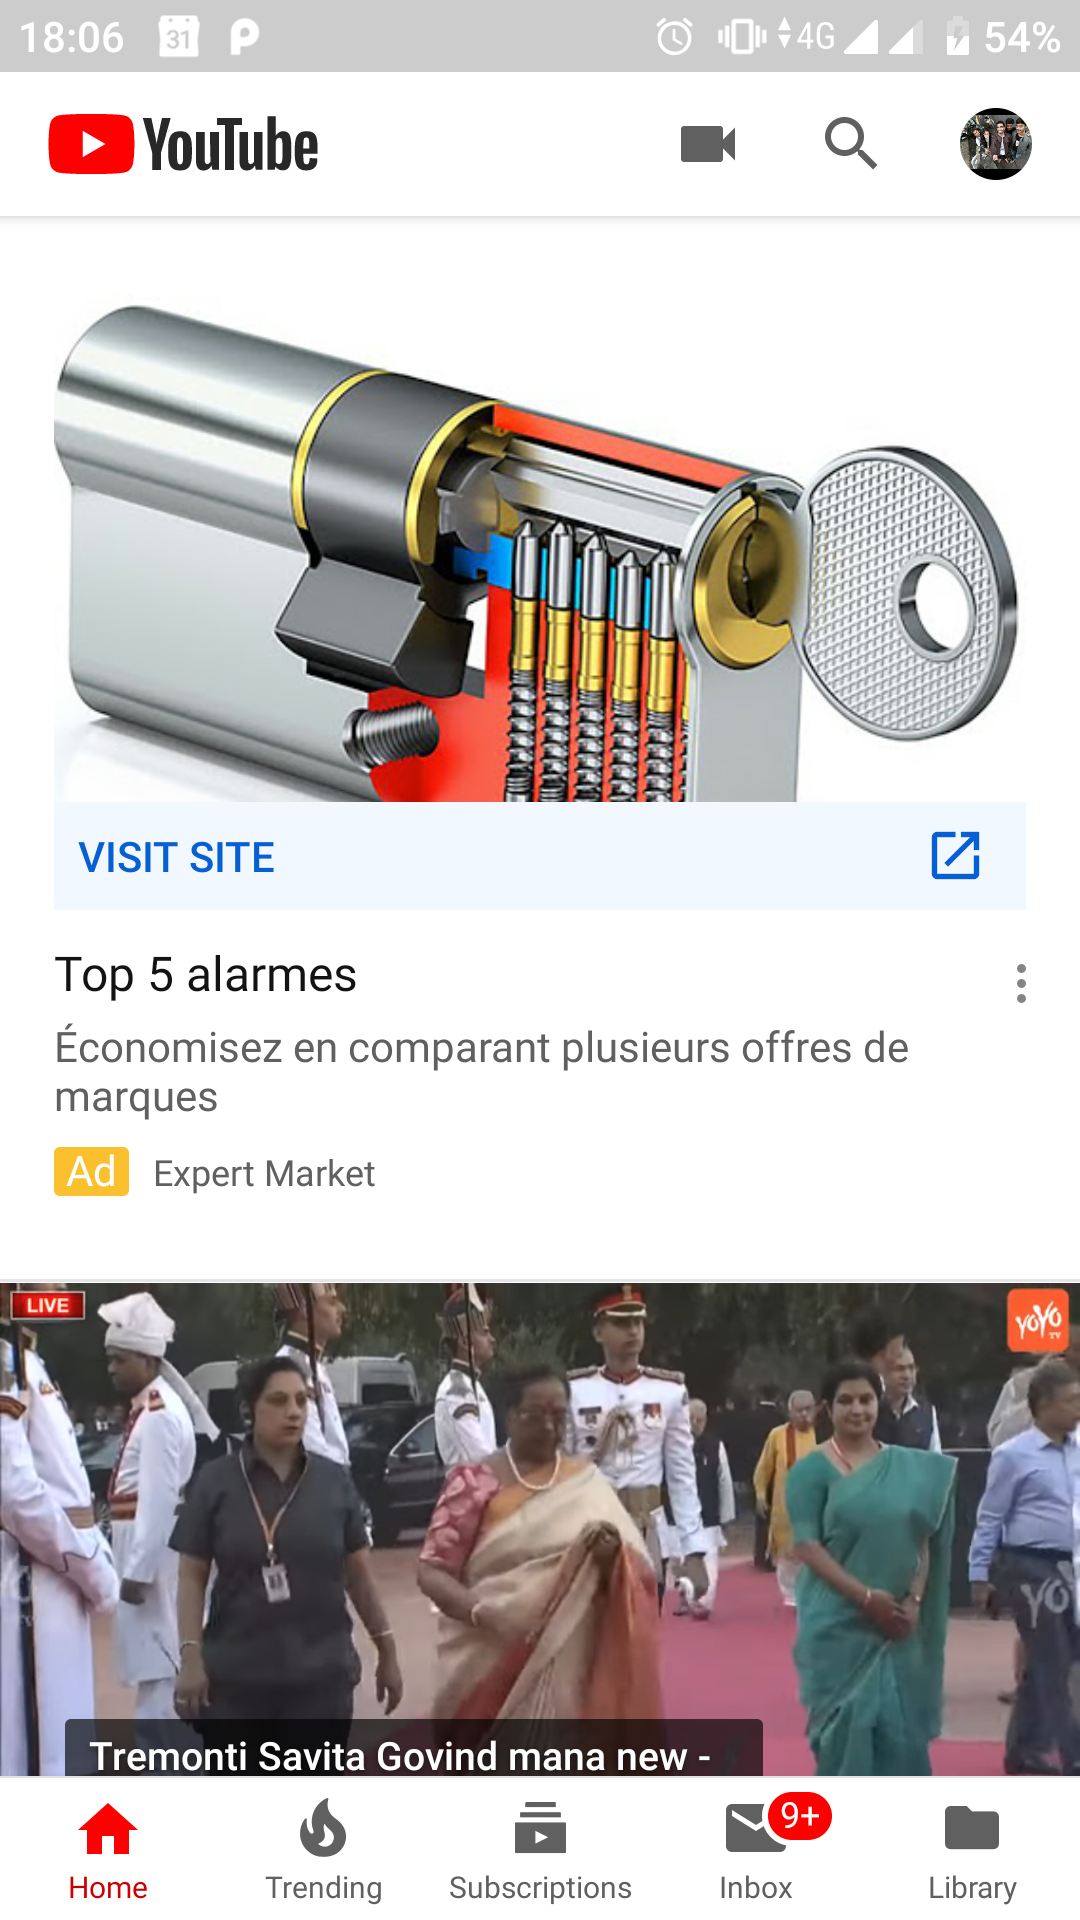 18:06 31 4G 54%
YouTube
VISIT SITE
Top 5 alarmes
Économisez en comparant plusieurs offres de
marques
Ad Expert Market
LIVE
YOYO
TV
YO
Tremonti Savita Govind mana new -
9+
Home Trending Subscriptions Inbox Library